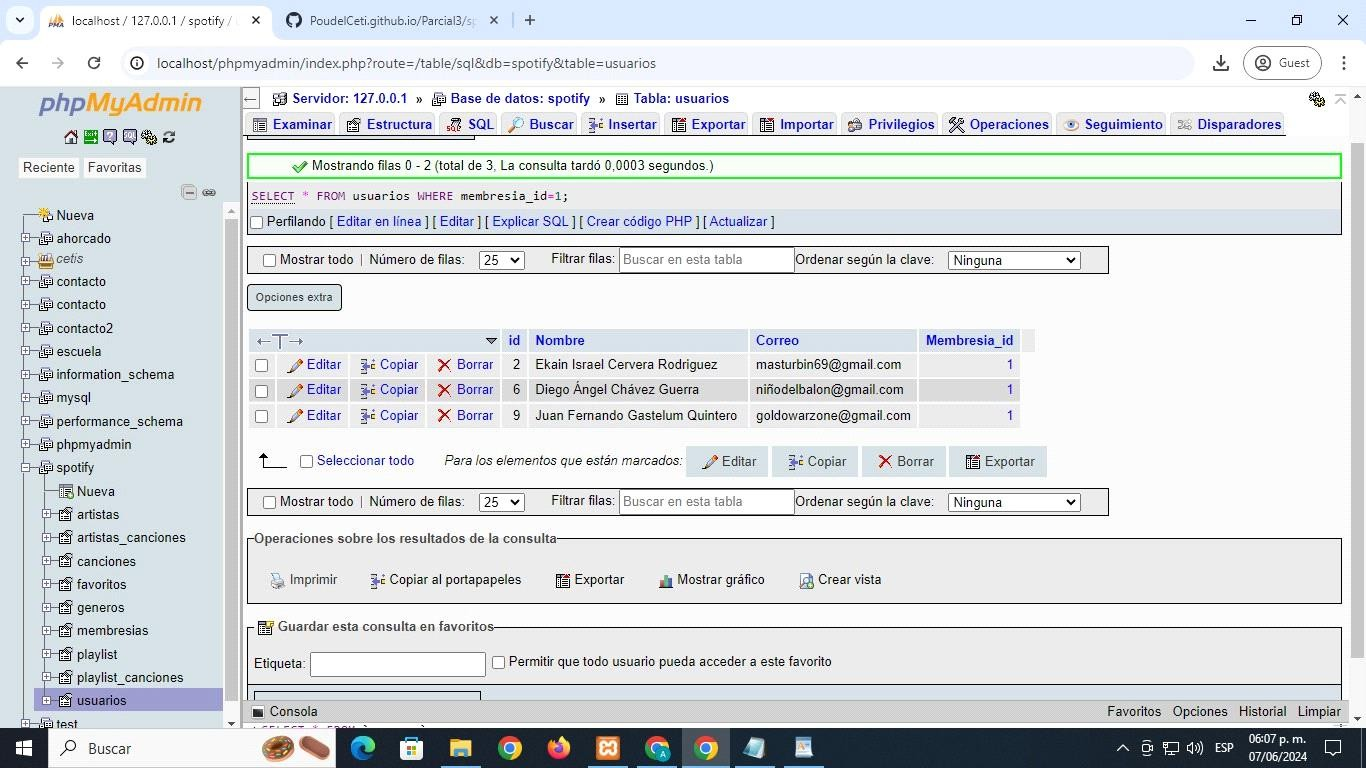 localhost / 127.0.0.1 / spotify /
PoudelCeti.github.io/Parcial3/sp
localhost/phpmyadmin/index.php?route=/table/sql&db=spotify&table=usuarios
Guest
phpMyAdmin
Reciente Favoritas
Nueva
ahorcado
cetis
contacto
contacto
contacto2
escuela
information_schema
mysql
performance_schema
phpmyadmin
spotify
Nueva
artistas
artistas_canciones
canciones
favoritos
generos
membresias
playlist
playlist_canciones
usuarios
test
Servidor: 127.0.0.1 » Base de datos: spotify » Tabla: usuarios
Examinar Estructura SQL Buscar Insertar Exportar Importar Privilegios Operaciones Seguimiento Disparadores
Mostrando filas 0 - 2 (total de 3, La consulta tardó 0,0003 segundos.)
SELECT * FROM usuarios WHERE membresia_id=1;
Perfilando [ Editar en línea ] [ Editar ] [ Explicar SQL ] [ Crear código PHP ] [ Actualizar ]
Mostrar todo | Número de filas: 25 Filtrar filas: Buscar en esta tabla Ordenar según la clave: Ninguna
Opciones extra
id Nombre Correo Membresia_id
Editar Copiar Borrar 2 Ekain Israel Cervera Rodriguez masturbin69@gmail.com 1
Editar Copiar Borrar 6 Diego Ángel Chávez Guerra niñodelbalon@gmail.com 1
Editar Copiar Borrar 9 Juan Fernando Gastelum Quintero goldowarzone@gmail.com 1
Seleccionar todo Para los elementos que están marcados: Editar Copiar Borrar Exportar
Mostrar todo | Número de filas: 25 Filtrar filas: Buscar en esta tabla Ordenar según la clave: Ninguna
Operaciones sobre los resultados de la consulta
Imprimir Copiar al portapapeles Exportar Mostrar gráfico Crear vista
Guardar esta consulta en favoritos
Etiqueta: Permitir que todo usuario pueda acceder a este favorito
Consola Favoritos Opciones Historial Limpiar
Buscar
ESP
06:07 p. m.
07/06/2024